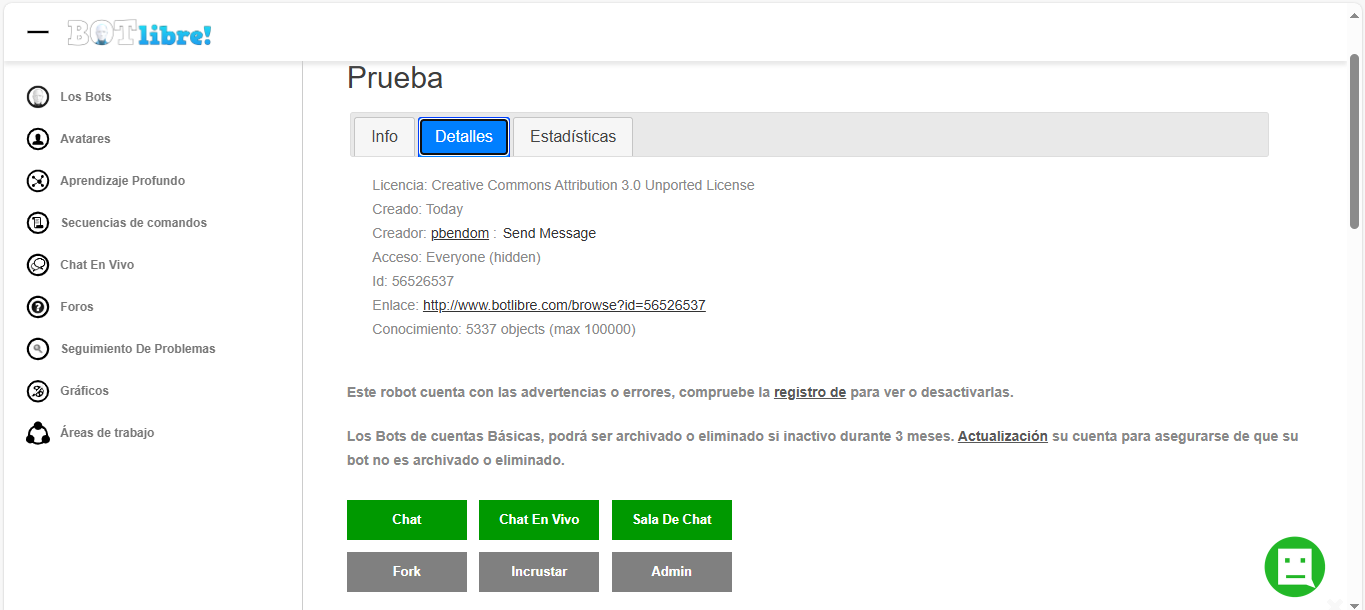 BOTlibre!
Los Bots
Avatares
Aprendizaje Profundo
Secuencias de comandos
Chat En Vivo
Foros
Seguimiento De Problemas
Gráficos
Áreas de trabajo
Prueba
Info Detalles Estadísticas
Licencia: Creative Commons Attribution 3.0 Unported License
Creado: Today
Creador: pbendom : Send Message
Acceso: Everyone (hidden)
Id: 56526537
Enlace: http://www.botlibre.com/browse?id=56526537
Conocimiento: 5337 objects (max 100000)
Este robot cuenta con las advertencias o errores, compruebe la registro de para ver o desactivarlas.
Los Bots de cuentas Básicas, podrá ser archivado o eliminado si inactivo durante 3 meses. Actualización su cuenta para asegurarse de que su
bot no es archivado o eliminado.
Chat Chat En Vivo Sala De Chat
Fork Incrustar Admin